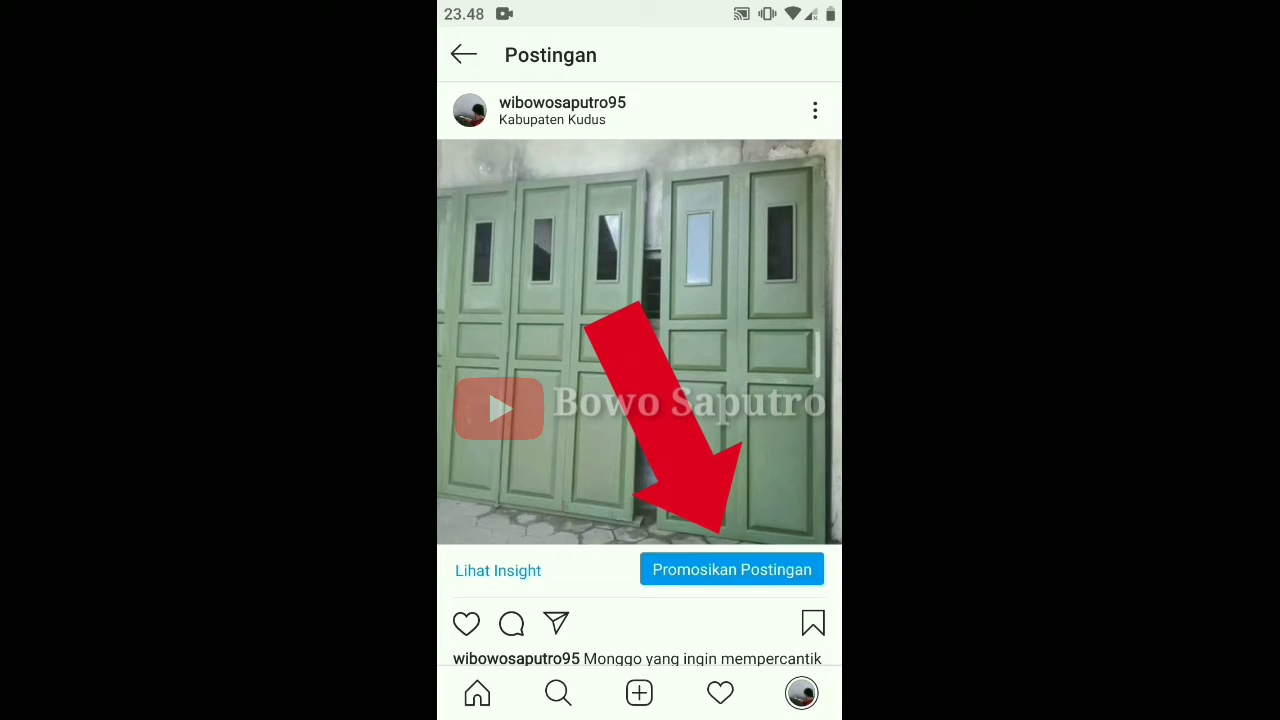 23.48
Postingan
wibowosaputro95
Kabupaten Kudus
Bowo Saputro
Lihat Insight
Promosikan Postingan
wibowosaputro95 Monggo yang ingin mempercantik